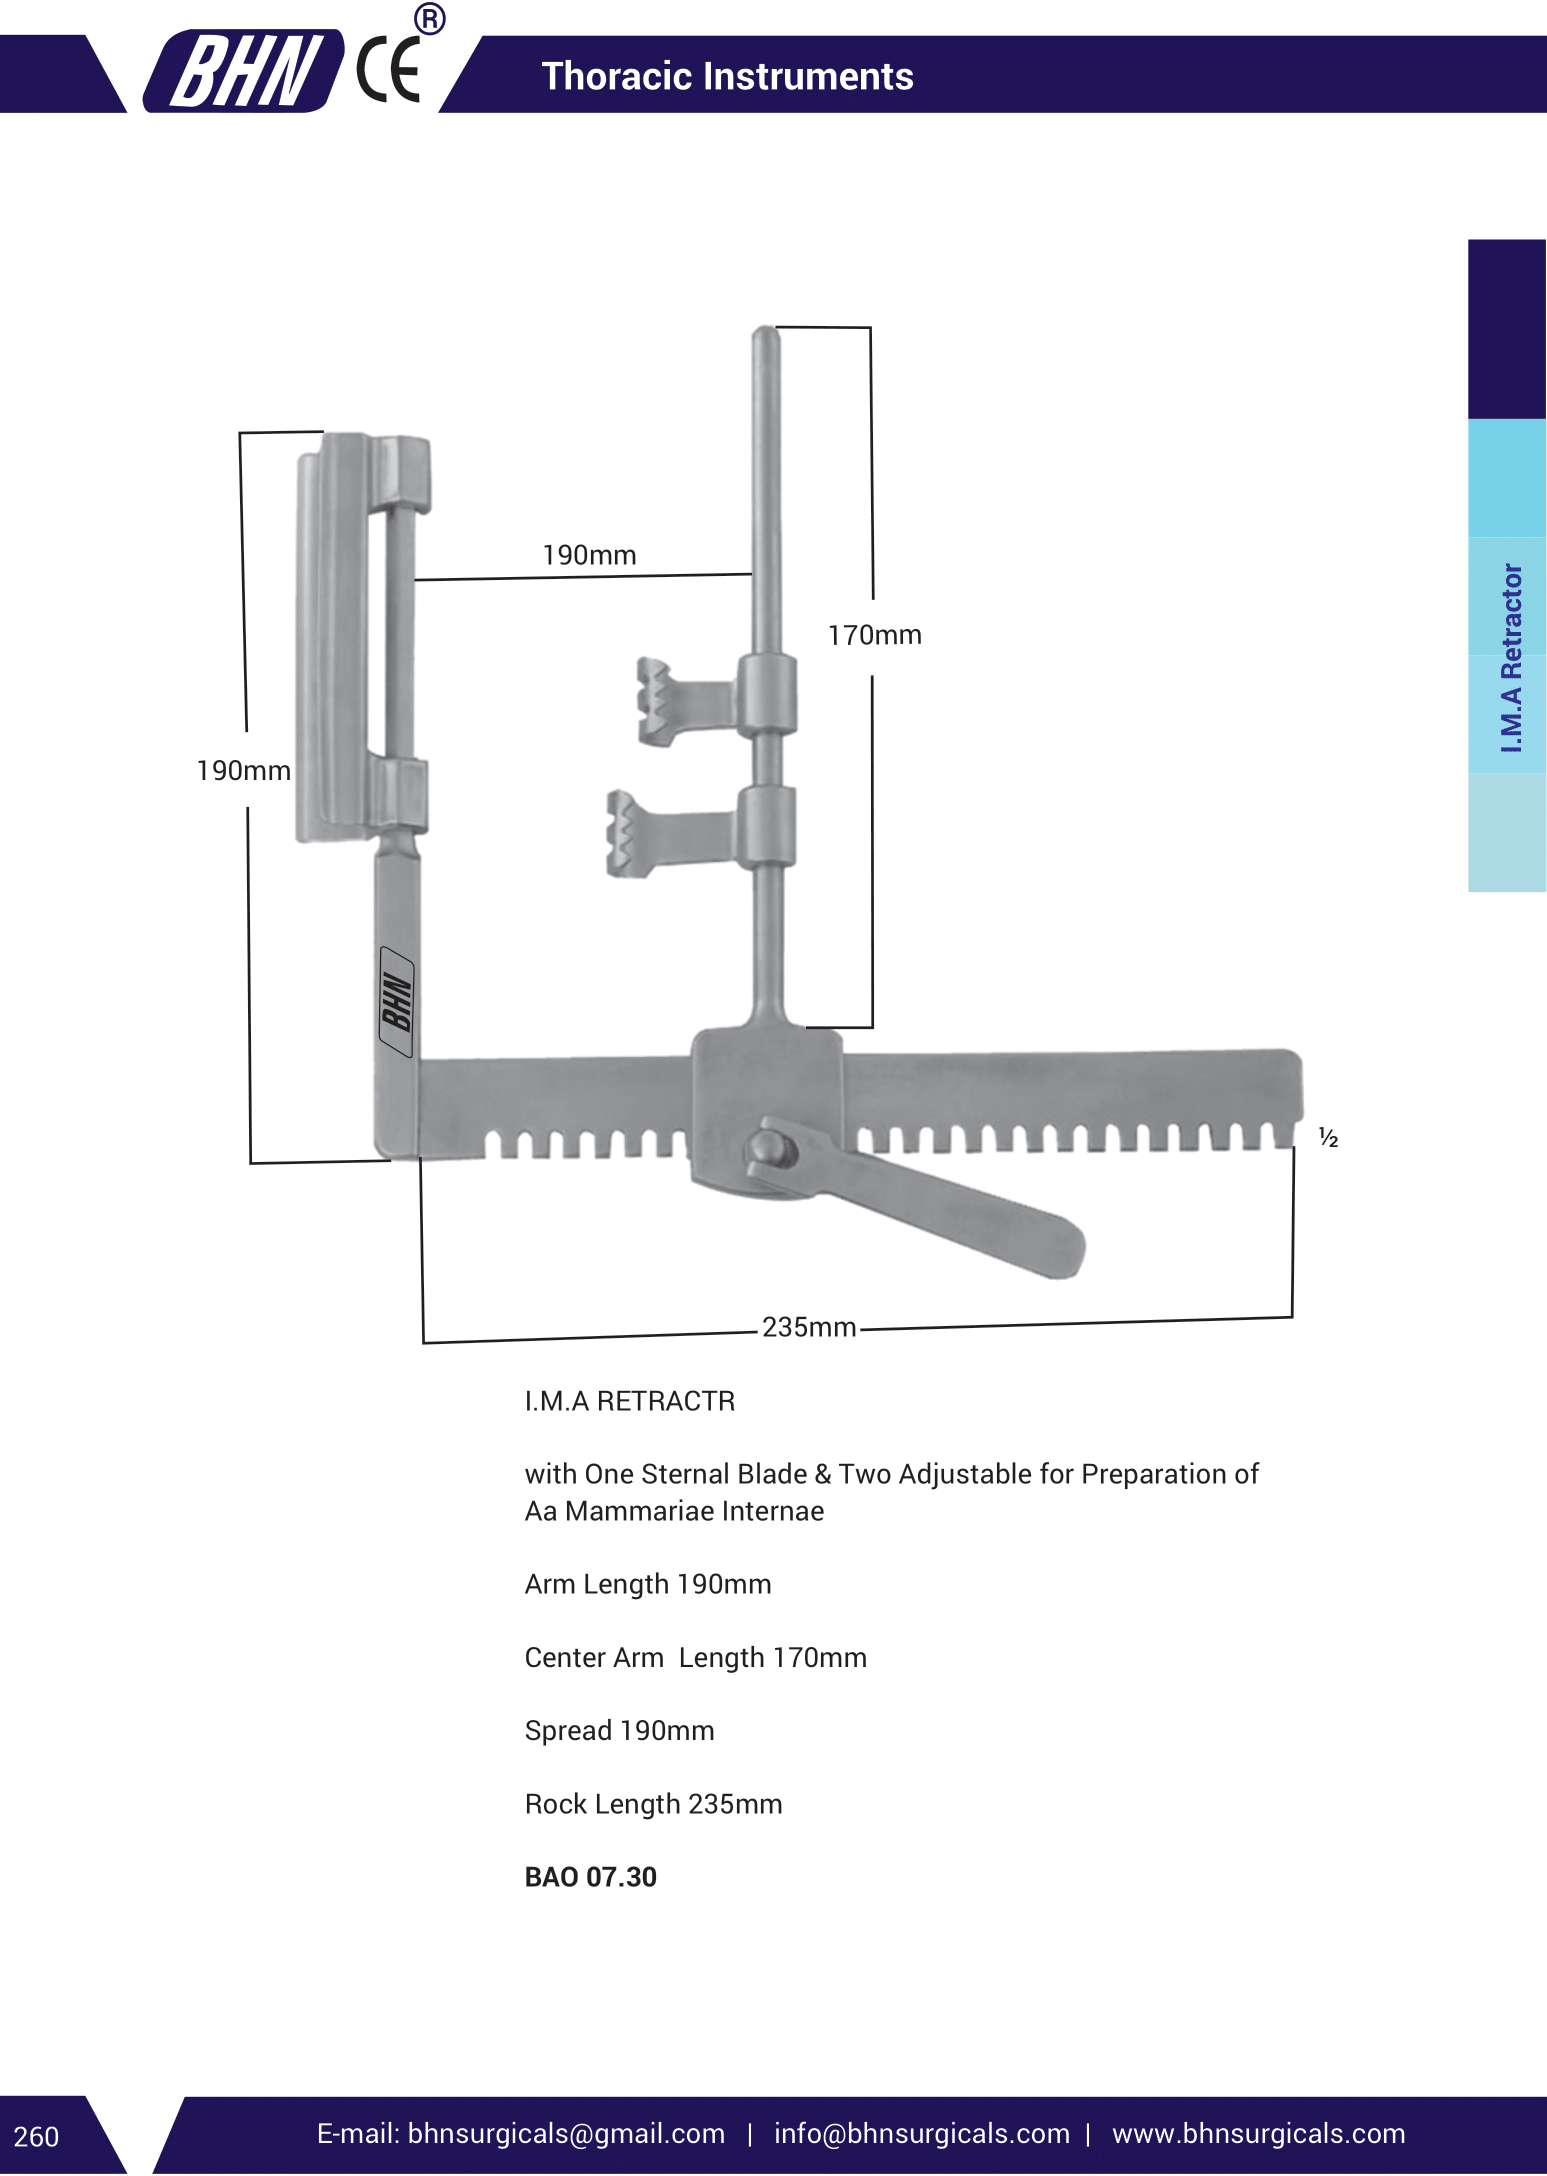 BHN CE ®
Thoracic Instruments
I.M.A Retractor
190mm
170mm
190mm
BHN
½
235mm
I.M.A RETRACTR
with One Sternal Blade & Two Adjustable for Preparation of
Aa Mammariae Internae
Arm Length 190mm
Center Arm  Length 170mm
Spread 190mm
Rock Length 235mm
BAO 07.30
260
E-mail: bhnsurgicals@gmail.com | info@bhnsurgicals.com | www.bhnsurgicals.com